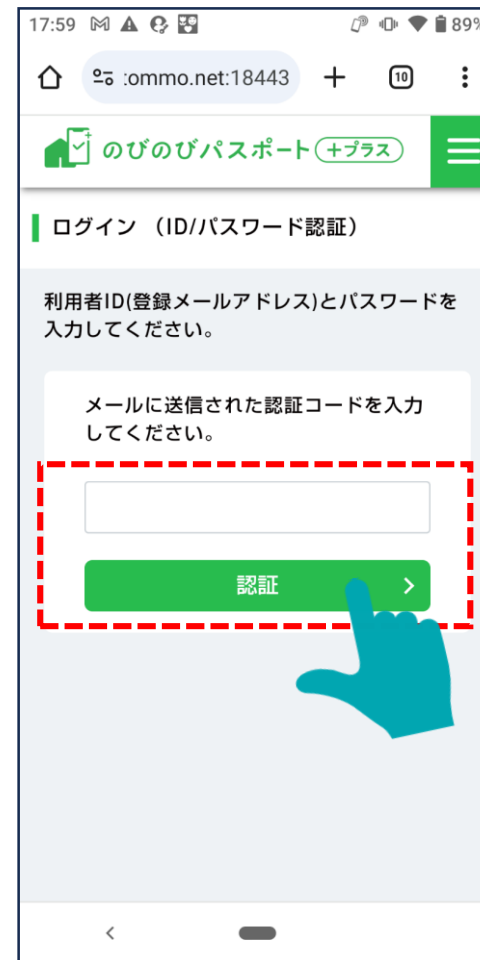 17:59 89%
:ommo.net:18443 10
のびのびパスポート +プラス
ログイン （ID/パスワード認証）
利用者ID(登録メールアドレス)とパスワードを
入力してください。
メールに送信された認証コードを入力
してください。
認証